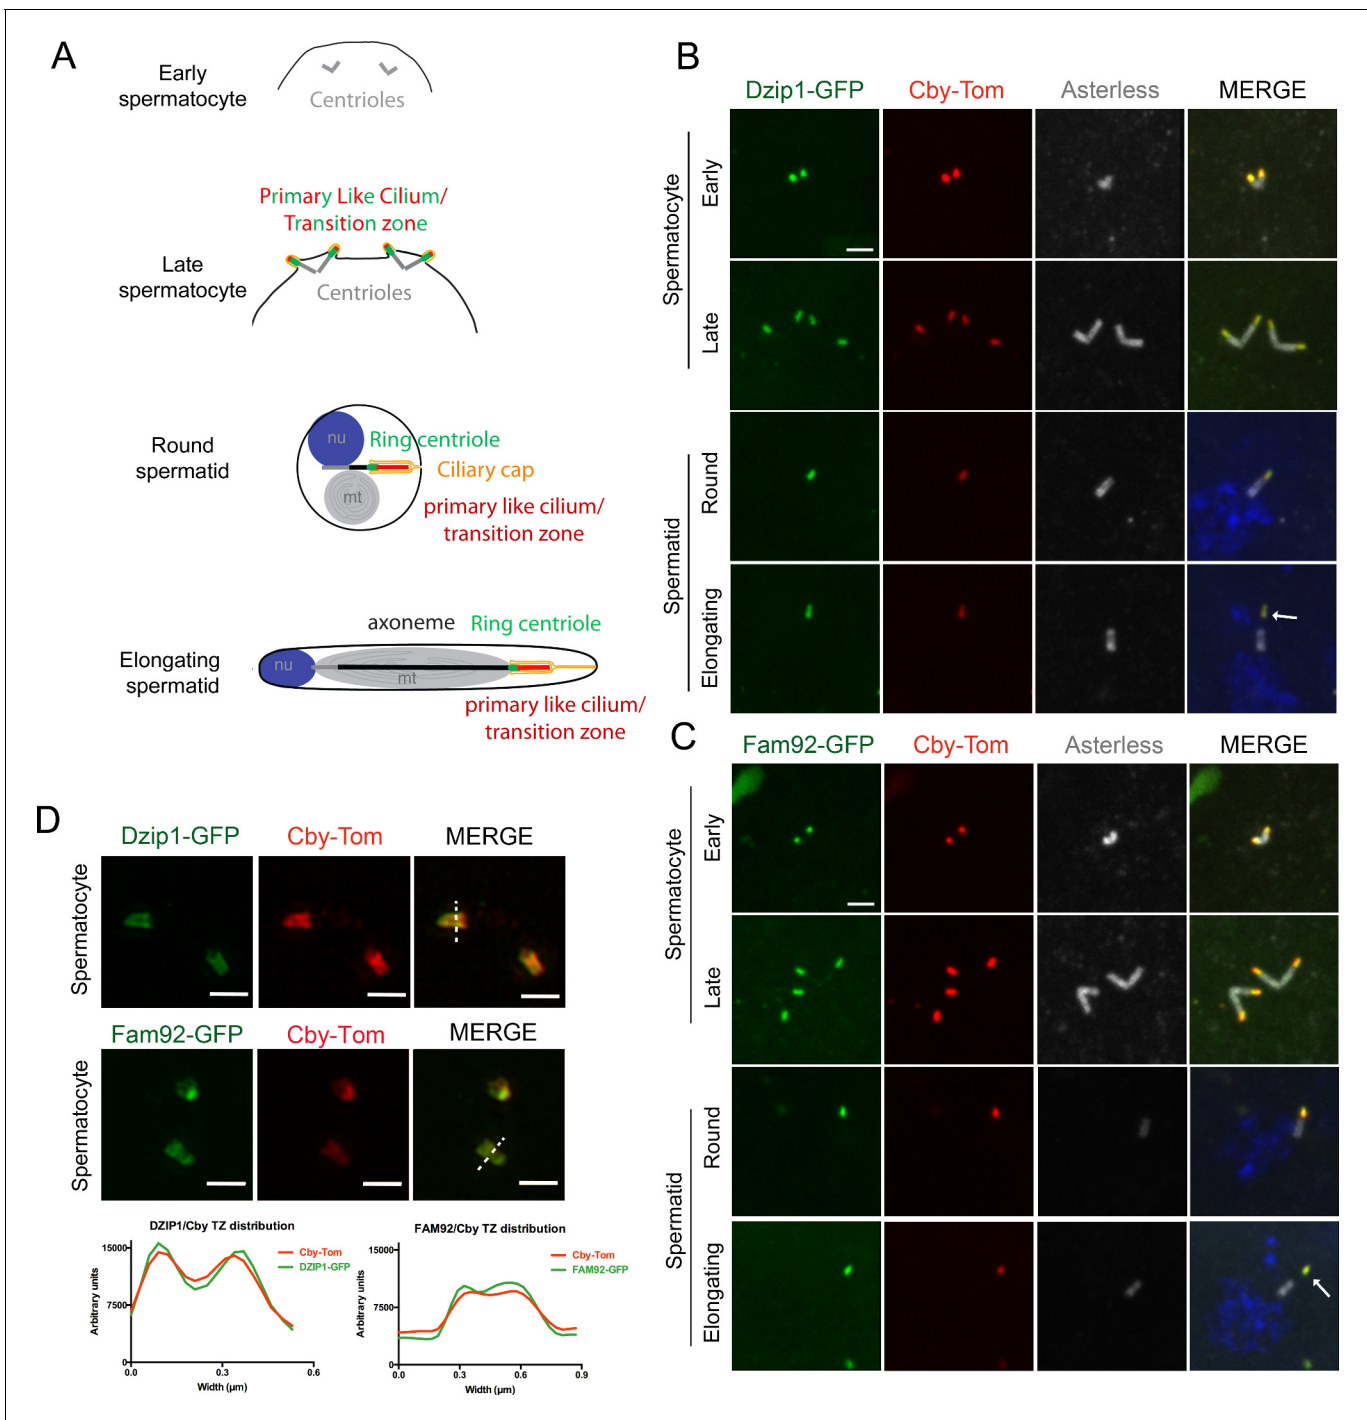 A
Early
spermatocyte
Centrioles
Primary Like Cilium/
Transition zone
Late
spermatocyte
Centrioles
Round
spermatid
nu
Ring centriole
Ciliary cap
mt
primary like cilium/
transition zone
axoneme
Ring centriole
Elongating
spermatid
nu
mt
primary like cilium/
transition zone
B
Dzip1-GFP
Cby-Tom
Asterless
MERGE
Spermatocyte
Early
Late
Spermatid
Round
Elongating
C
Fam92-GFP
Cby-Tom
Asterless
MERGE
Spermatocyte
Early
Late
Spermatid
Round
Elongating
D
Dzip1-GFP
Cby-Tom
MERGE
Spermatocyte
Fam92-GFP
Cby-Tom
MERGE
Spermatocyte
DZIP1/Cby TZ distribution
Cby-Tom
DZIP1-GFP
Arbitrary units
15000
7500
0
0.0
0.3
0.6
Width (µm)
FAM92/Cby TZ distribution
Cby-Tom
FAM92-GFP
Arbitrary units
15000
7500
0
0.0
0.3
0.6
0.9
Width (µm)